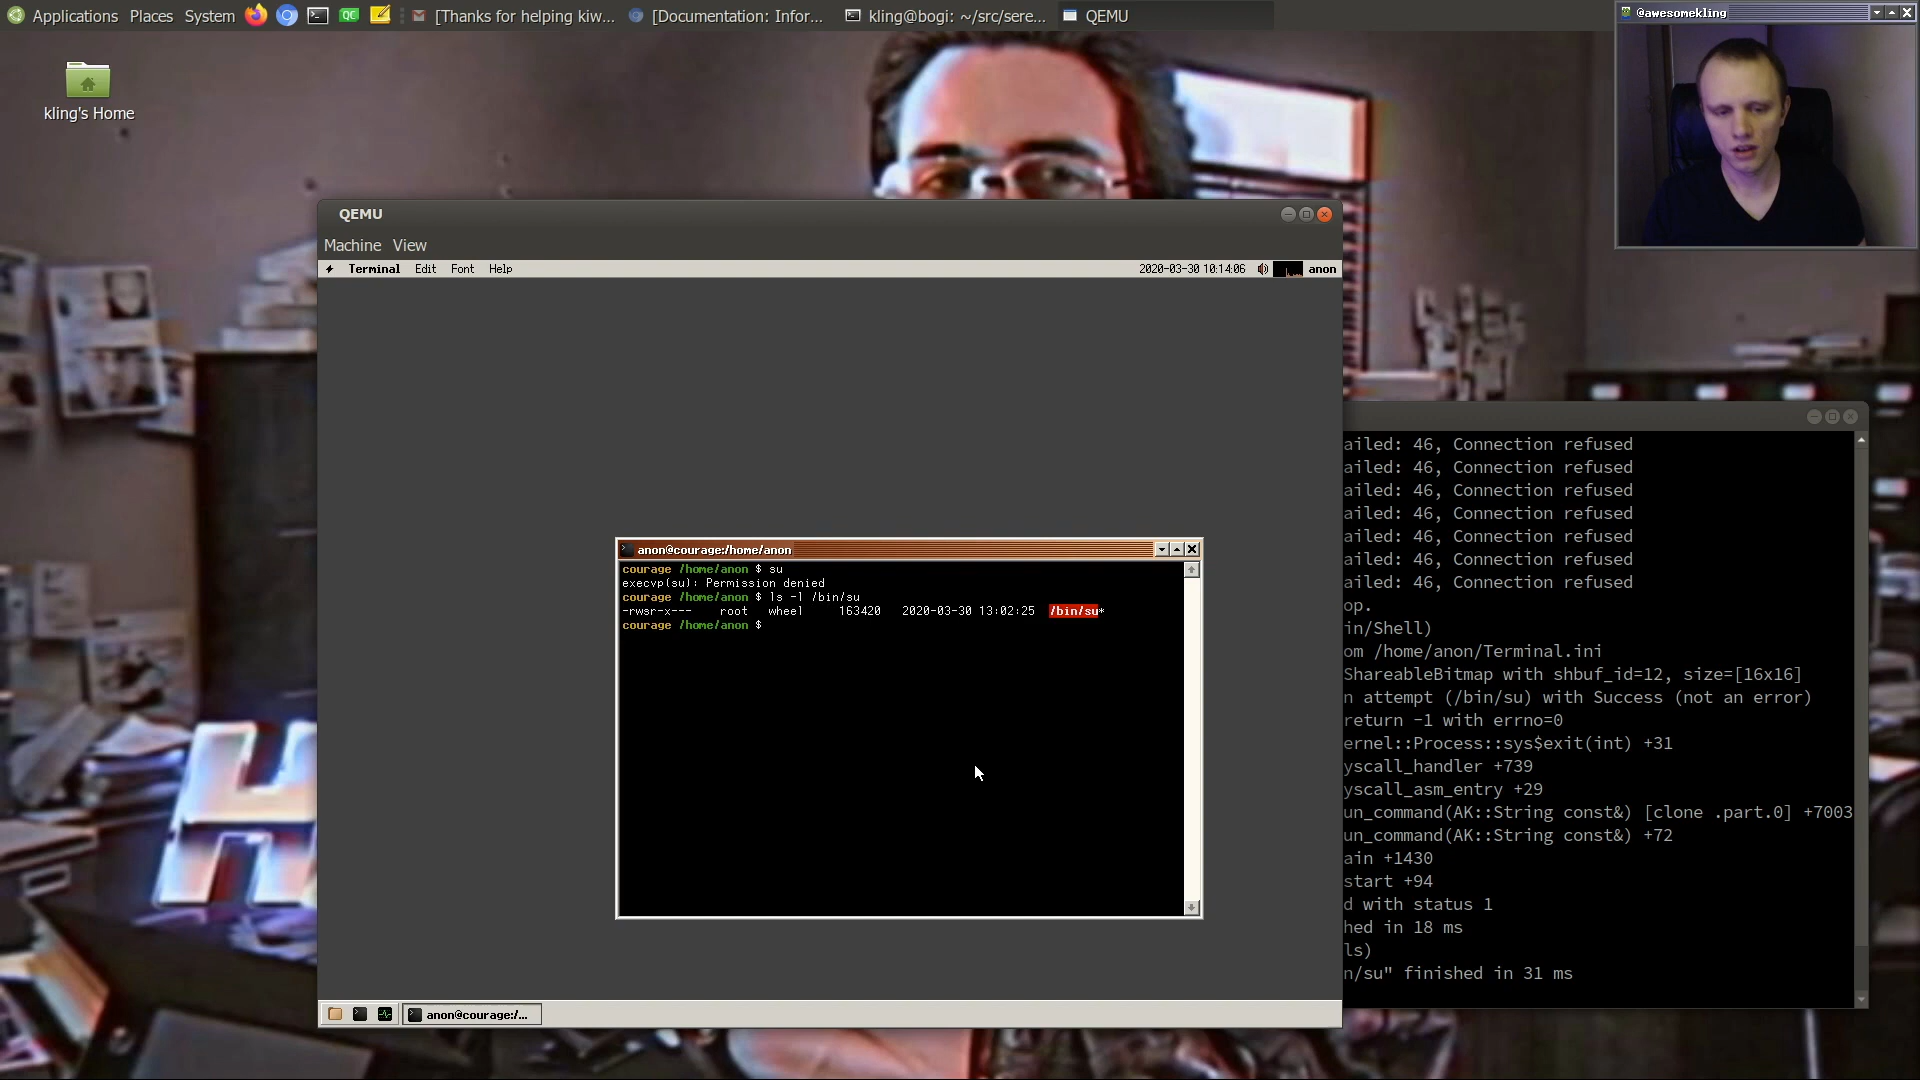 Applications Places System QC [Thanks for helping kiw... [Documentation: Infor... kling@bogi: ~/src/sere... QEMU
@awesomekling
kling's Home
QEMU
Machine View
Terminal Edit Font Help 2020-03-30 10:14:06 anon
anon@courage:/home/anon
courage /home/anon $ su
execvp(su): Permission denied
courage /home/anon $ ls -l /bin/su
-rwsr-x--- root wheel 163420 2020-03-30 13:02:25 /bin/su*
courage /home/anon $
anon@courage:/...
ailed: 46, Connection refused
ailed: 46, Connection refused
ailed: 46, Connection refused
ailed: 46, Connection refused
ailed: 46, Connection refused
ailed: 46, Connection refused
ailed: 46, Connection refused
op.
in/Shell)
om /home/anon/Terminal.ini
ShareableBitmap with shbuf_id=12, size=[16x16]
n attempt (/bin/su) with Success (not an error)
return -1 with errno=0
ernel::Process::sys$exit(int) +31
yscall_handler +739
yscall_asm_entry +29
un_command(AK::String const&) [clone .part.0] +7003
un_command(AK::String const&) +72
ain +1430
start +94
d with status 1
hed in 18 ms
ls)
n/su" finished in 31 ms